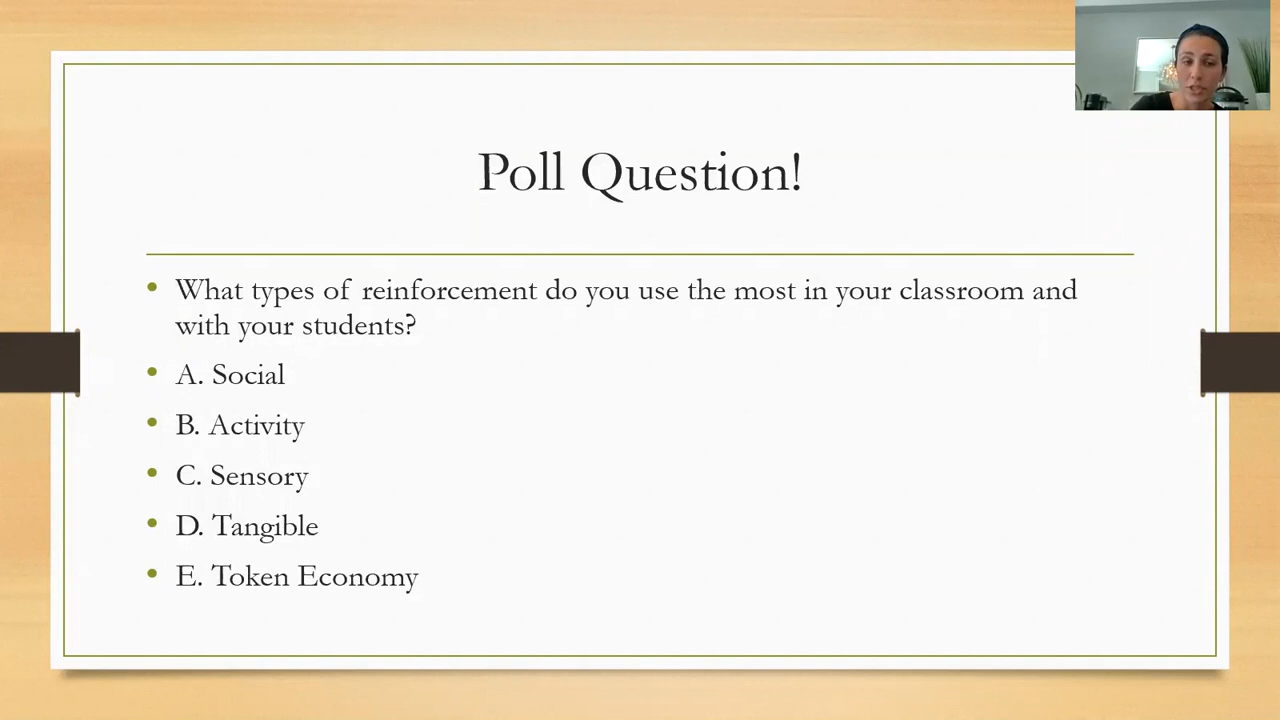 Poll Question!
• What types of reinforcement do you use the most in your classroom and
with your students?
• A. Social
• B. Activity
• C. Sensory
• D. Tangible
• E. Token Economy